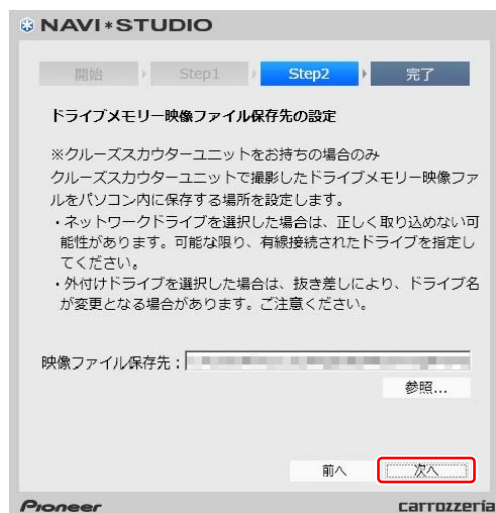 NAVI*STUDIO
開始 Step1 Step2 完了
ドライブメモリー映像ファイル保存先の設定
※クルーズスカウターユニットをお持ちの場合のみ
クルーズスカウターユニットで撮影したドライブメモリー映像ファ
ルをパソコン内に保存する場所を設定します。
・ネットワークドライブを選択した場合は、正しく取り込めない可
能性があります。可能な限り、有線接続されたドライブを指定し
てください。
・外付けドライブを選択した場合は、抜き差しにより、ドライブ名
が変更となる場合があります。ご注意ください。
映像ファイル保存先：
参照...
前へ 次へ
Pioneer carrozzeria